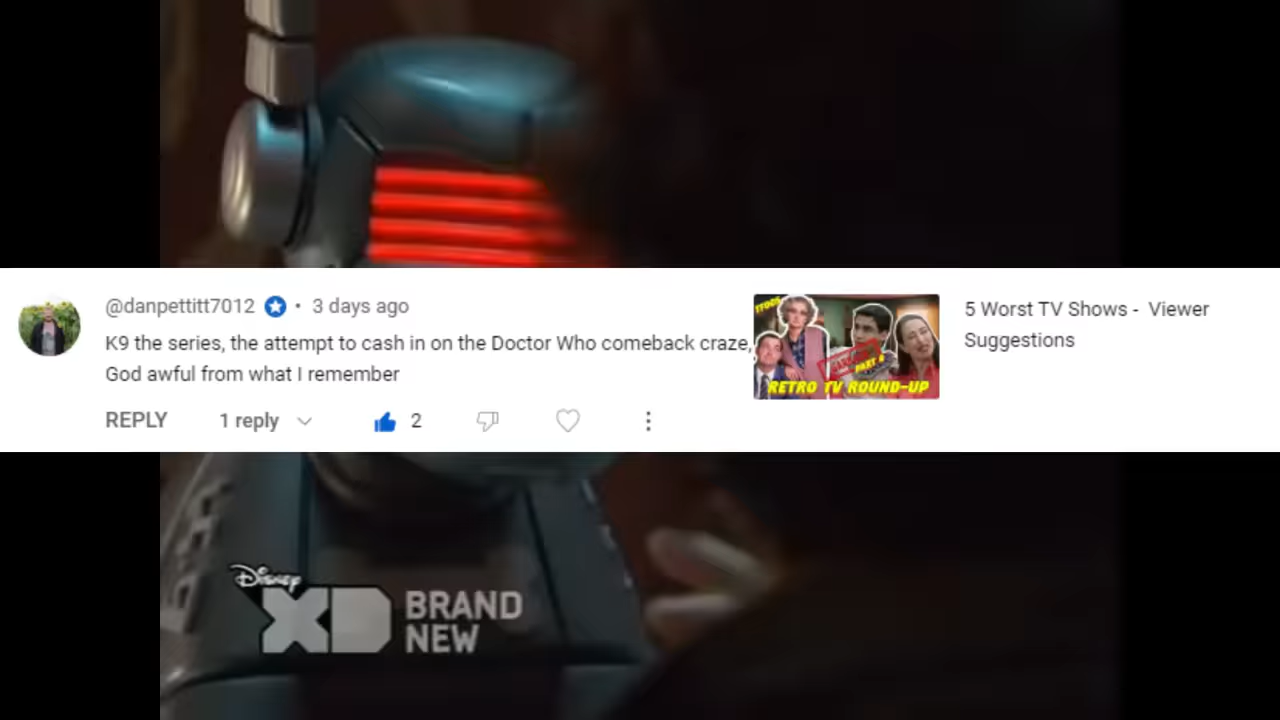 @danpettitt7012 • 3 days ago
K9 the series, the attempt to cash in on the Doctor Who comeback craze,
God awful from what I remember
REPLY 1 reply 2
5 Worst TV Shows - Viewer
Suggestions
PART 6
RETRO TV ROUND-UP
Disney
XD BRAND
NEW